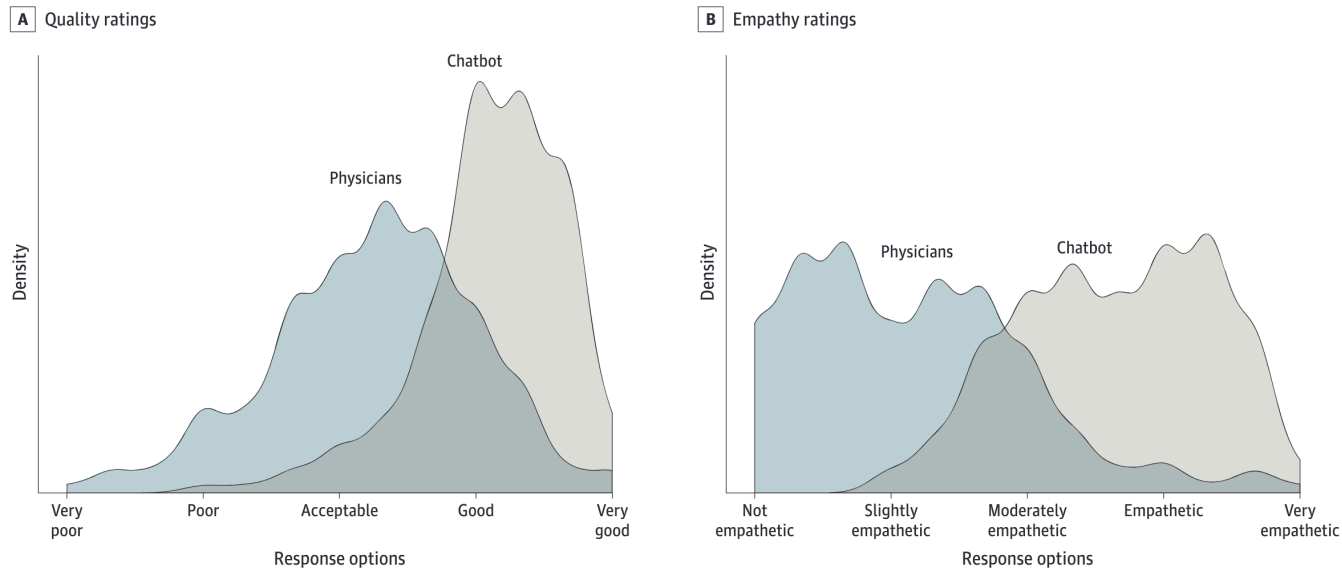 A Quality ratings
Chatbot
Physicians
Density
Very poor
Poor
Acceptable
Good
Very good
Response options
B Empathy ratings
Physicians
Chatbot
Density
Not empathetic
Slightly empathetic
Moderately empathetic
Empathetic
Very empathetic
Response options